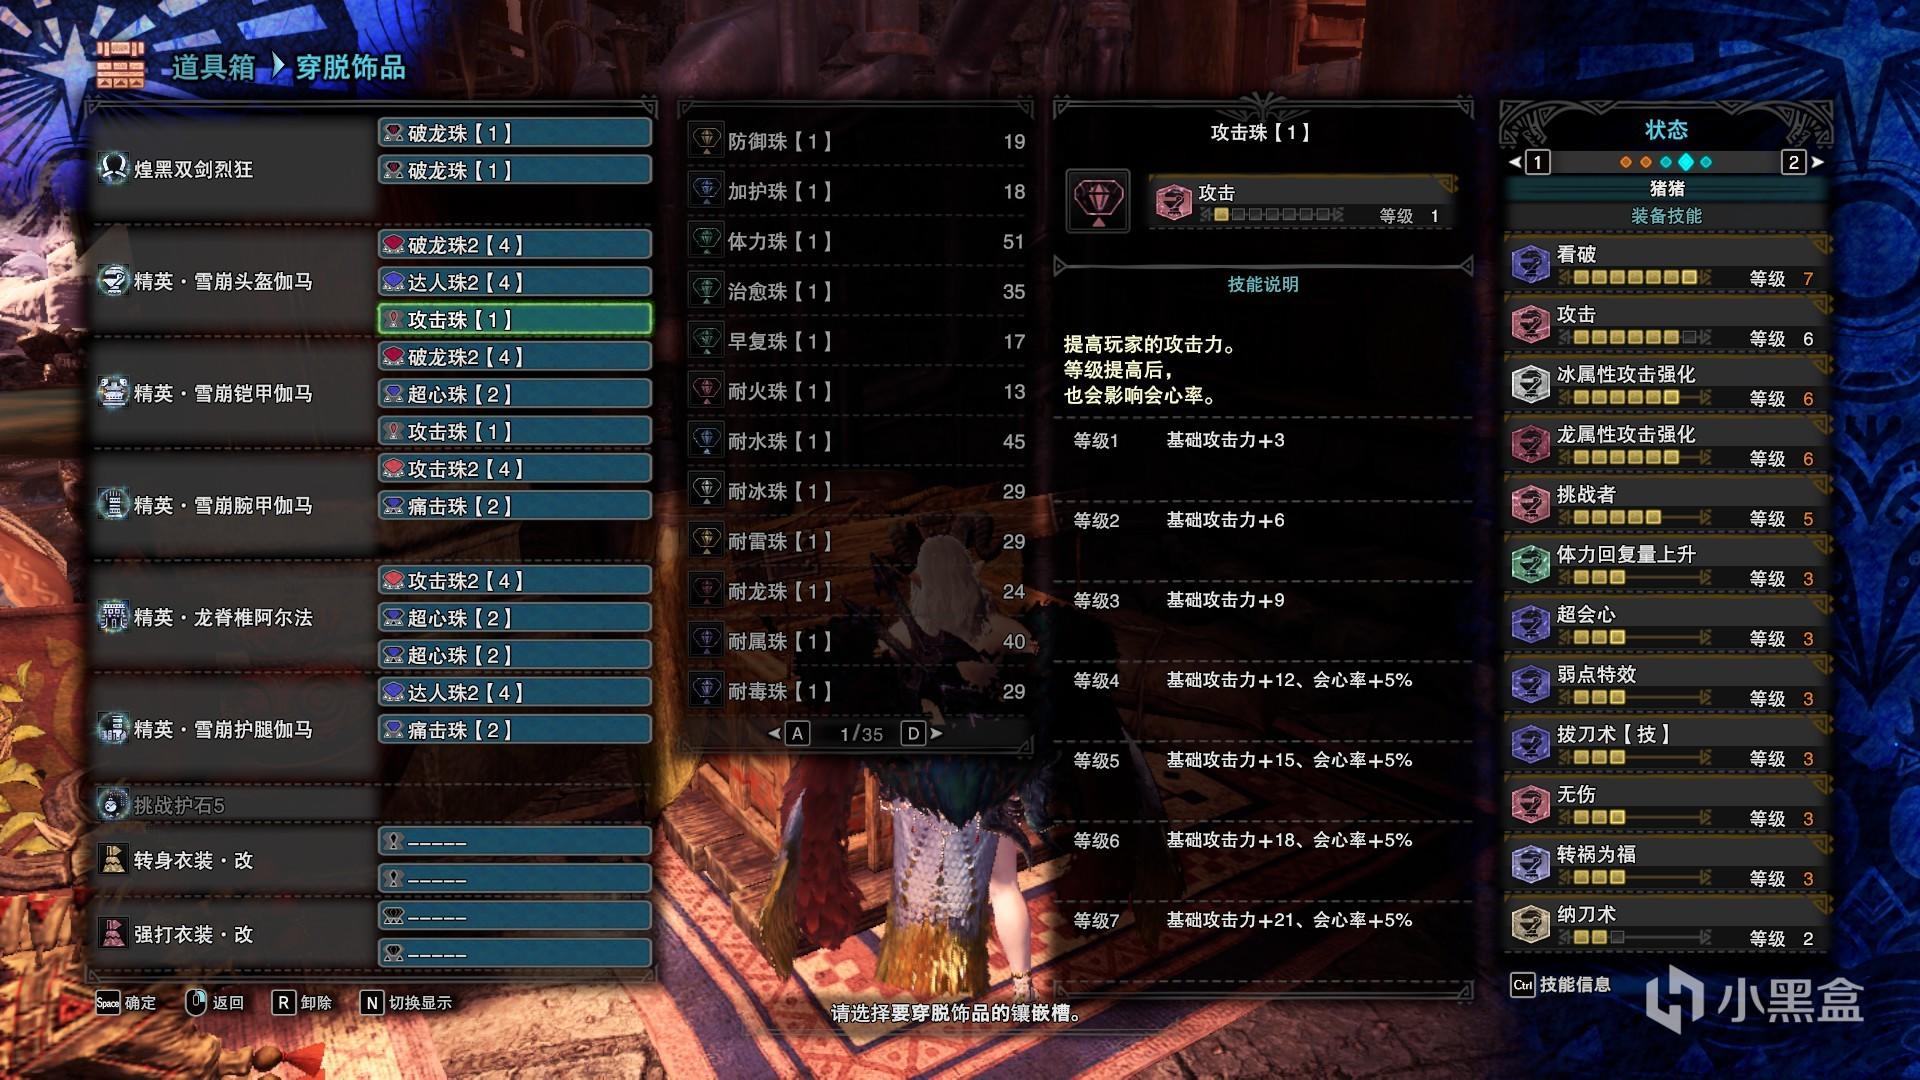 道具箱 穿脱饰品
煌黑双剑烈狂
破龙珠【1】
破龙珠【1】
精英・雪崩头盔伽马
破龙珠2【4】
达人珠2【4】
攻击珠【1】
精英・雪崩铠甲伽马
破龙珠2【4】
超心珠【2】
攻击珠【1】
精英・雪崩腕甲伽马
攻击珠2【4】
痛击珠【2】
精英・龙脊椎阿尔法
攻击珠2【4】
超心珠【2】
超心珠【2】
精英・雪崩护腿伽马
达人珠2【4】
痛击珠【2】
挑战护石5
转身衣装・改
-----
-----
强打衣装・改
-----
-----
Space 确定 返回 R 卸除 N 切换显示
防御珠【1】 19
加护珠【1】 18
体力珠【1】 51
治愈珠【1】 35
早复珠【1】 17
耐火珠【1】 13
耐水珠【1】 45
耐冰珠【1】 29
耐雷珠【1】 29
耐龙珠【1】 24
耐属珠【1】 40
耐毒珠【1】 29
A 1/35 D
攻击珠【1】
攻击
等级 1
技能说明
提高玩家的攻击力。
等级提高后，
也会影响会心率。
等级1 基础攻击力+3
等级2 基础攻击力+6
等级3 基础攻击力+9
等级4 基础攻击力+12、会心率+5%
等级5 基础攻击力+15、会心率+5%
等级6 基础攻击力+18、会心率+5%
等级7 基础攻击力+21、会心率+5%
请选择要穿脱饰品的镶嵌槽。
状态
1 2
猪猪
装备技能
看破
等级 7
攻击
等级 6
冰属性攻击强化
等级 6
龙属性攻击强化
等级 6
挑战者
等级 5
体力回复量上升
等级 3
超会心
等级 3
弱点特效
等级 3
拔刀术【技】
等级 3
无伤
等级 3
转祸为福
等级 3
纳刀术
等级 2
Ctrl 技能信息
小黑盒